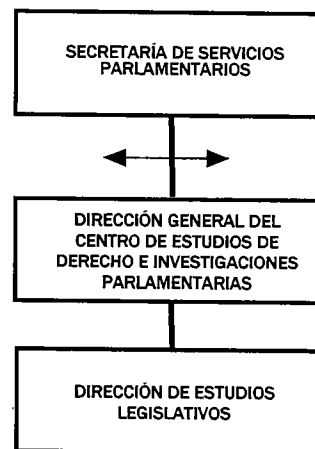 SECRETARÍA DE SERVICIOS
PARLAMENTARIOS
DIRECCIÓN GENERAL DEL
CENTRO DE ESTUDIOS DE
DERECHO E INVESTIGACIONES
PARLAMENTARIAS
DIRECCIÓN DE ESTUDIOS
LEGISLATIVOS